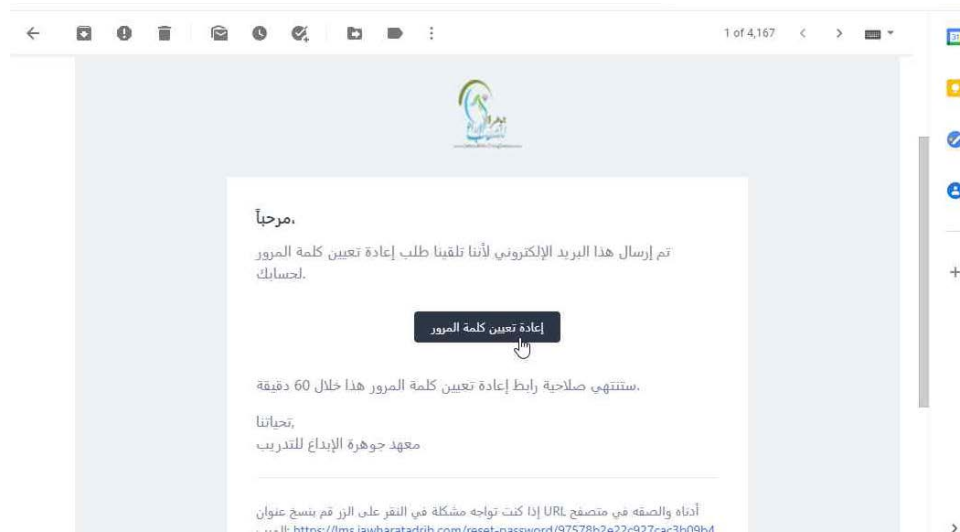 1 of 4,167
31
مرحباً،
تم إرسال هذا البريد الإلكتروني لأننا تلقينا طلب إعادة تعيين كلمة المرور
لحسابك.
إعادة تعيين كلمة المرور
ستنتهي صلاحية رابط إعادة تعيين كلمة المرور هذا خلال 60 دقيقة.
تحياتنا,
معهد جوهرة الإبداع للتدريب
إذا كنت تواجه مشكلة في النقر على الزر قم بنسخ عنوان URL أدناه والصقه في متصفح
الويب: https://lms.jawharatadrib.com/reset-password/97578b2e22c927cac3b09b4